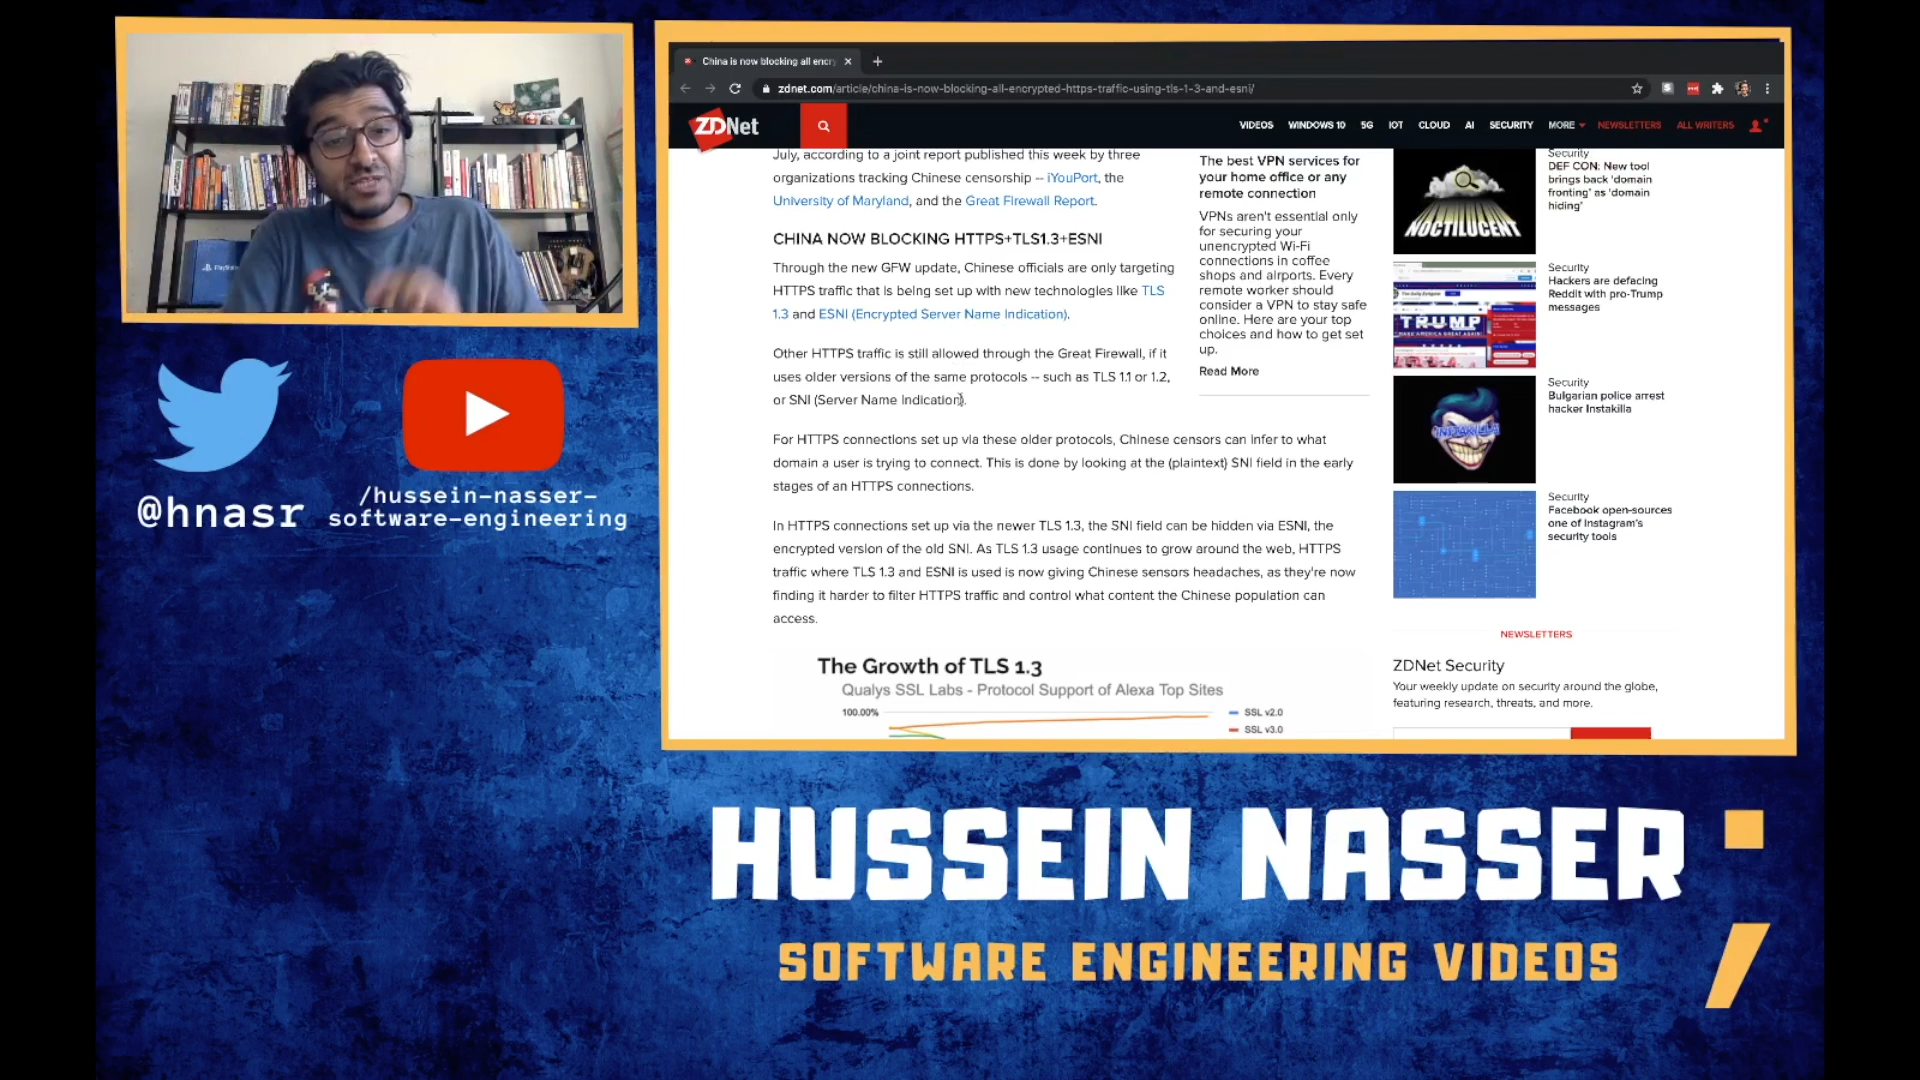 China is now blocking all encry
zdnet.com/article/china-is-now-blocking-all-encrypted-https-traffic-using-tls-1-3-and-esni/
ZDNet
VIDEOS WINDOWS 10 5G IOT CLOUD AI SECURITY MORE NEWSLETTERS ALL WRITERS
July, according to a joint report published this week by three
organizations tracking Chinese censorship -- iYouPort, the
University of Maryland, and the Great Firewall Report.
CHINA NOW BLOCKING HTTPS+TLS1.3+ESNI
Through the new GFW update, Chinese officials are only targeting
HTTPS traffic that is being set up with new technologies like TLS
1.3 and ESNI (Encrypted Server Name Indication).
Other HTTPS traffic is still allowed through the Great Firewall, if it
uses older versions of the same protocols -- such as TLS 1.1 or 1.2,
or SNI (Server Name Indication).
For HTTPS connections set up via these older protocols, Chinese censors can infer to what
domain a user is trying to connect. This is done by looking at the (plaintext) SNI field in the early
stages of an HTTPS connections.
In HTTPS connections set up via the newer TLS 1.3, the SNI field can be hidden via ESNI, the
encrypted version of the old SNI. As TLS 1.3 usage continues to grow around the web, HTTPS
traffic where TLS 1.3 and ESNI is used is now giving Chinese sensors headaches, as they're now
finding it harder to filter HTTPS traffic and control what content the Chinese population can
access.
The Growth of TLS 1.3
Qualys SSL Labs - Protocol Support of Alexa Top Sites
100.00%
SSL v2.0
SSL v3.0
The best VPN services for
your home office or any
remote connection
VPNs aren't essential only
for securing your
unencrypted Wi-Fi
connections in coffee
shops and airports. Every
remote worker should
consider a VPN to stay safe
online. Here are your top
choices and how to get set
up.
Read More
NOCTILUCENT
Security
DEF CON: New tool
brings back 'domain
fronting' as 'domain
hiding'
TRUMP
Security
Hackers are defacing
Reddit with pro-Trump
messages
INSTAKILLA
Security
Bulgarian police arrest
hacker Instakilla
Security
Facebook open-sources
one of Instagram's
security tools
NEWSLETTERS
ZDNet Security
Your weekly update on security around the globe,
featuring research, threats, and more.
PlayStation
@hnasr
/hussein-nasser-
software-engineering
HUSSEIN NASSER ;
SOFTWARE ENGINEERING VIDEOS